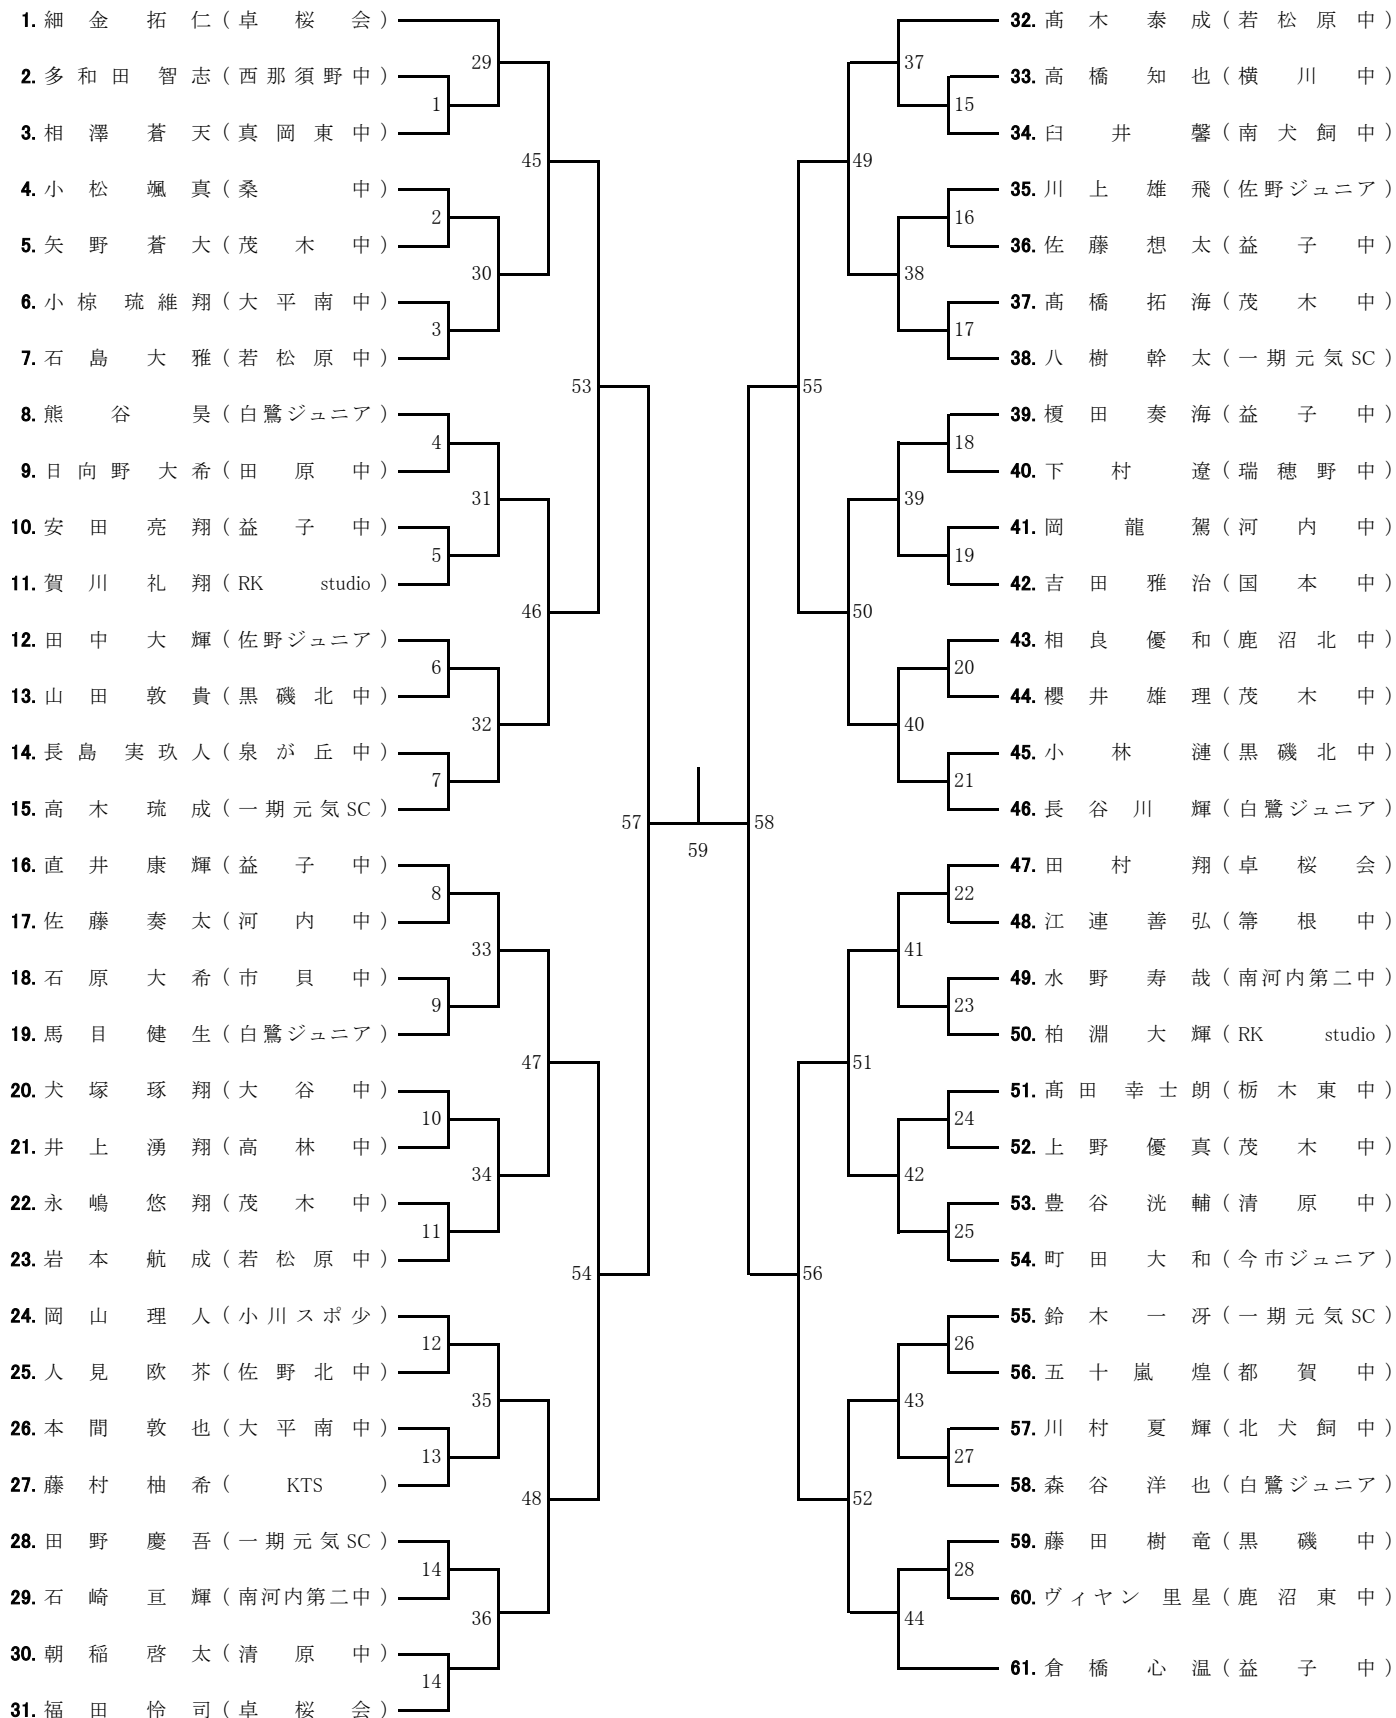 1. 細金 拓仁 (卓桜会)
2. 多和田 智志 (西那須野中)
3. 相澤 蒼天 (真岡東中)
4. 小松 颯真 (桑中)
5. 矢野 蒼大 (茂木中)
6. 小椋 琉維翔 (大平南中)
7. 石島 大雅 (若松原中)
8. 熊谷 昊 (白鷺ジュニア)
9. 日向野 大希 (田原中)
10. 安田 亮翔 (益子中)
11. 賀川 礼翔 (RK studio)
12. 田中 大輝 (佐野ジュニア)
13. 山田 敦貴 (黒磯北中)
14. 長島 実玖人 (泉が丘中)
15. 高木 琉成 (一期元気SC)
16. 直井 康輝 (益子中)
17. 佐藤 奏太 (河内中)
18. 石原 大希 (市貝中)
19. 馬目 健生 (白鷺ジュニア)
20. 犬塚 琢翔 (大谷中)
21. 井上 湧翔 (高林中)
22. 永嶋 悠翔 (茂木中)
23. 岩本 航成 (若松原中)
24. 岡山 理人 (小川スポ少)
25. 人見 欧芥 (佐野北中)
26. 本間 敦也 (大平南中)
27. 藤村 柚希 (KTS)
28. 田野 慶吾 (一期元気SC)
29. 石崎 亘輝 (南河内第二中)
30. 朝稲 啓太 (清原中)
31. 福田 怜司 (卓桜会)
1
2
3
4
5
6
7
8
9
10
11
12
13
14
14
29
30
31
32
33
34
35
36
45
46
47
48
53
54
57
59
58
55
56
49
50
51
52
37
38
39
40
41
42
43
44
15
16
17
18
19
20
21
22
23
24
25
26
27
28
32. 髙木 泰成 (若松原中)
33. 高橋 知也 (横川中)
34. 臼井 馨 (南犬飼中)
35. 川上 雄飛 (佐野ジュニア)
36. 佐藤 想太 (益子中)
37. 髙橋 拓海 (茂木中)
38. 八樹 幹太 (一期元気SC)
39. 榎田 奏海 (益子中)
40. 下村 遼 (瑞穂野中)
41. 岡 龍駕 (河内中)
42. 吉田 雅治 (国本中)
43. 相良 優和 (鹿沼北中)
44. 櫻井 雄理 (茂木中)
45. 小林 漣 (黒磯北中)
46. 長谷川 輝 (白鷺ジュニア)
47. 田村 翔 (卓桜会)
48. 江連 善弘 (箒根中)
49. 水野 寿哉 (南河内第二中)
50. 柏淵 大輝 (RK studio)
51. 髙田 幸士朗 (栃木東中)
52. 上野 優真 (茂木中)
53. 豊谷 洸輔 (清原中)
54. 町田 大和 (今市ジュニア)
55. 鈴木 一冴 (一期元気SC)
56. 五十嵐 煌 (都賀中)
57. 川村 夏輝 (北犬飼中)
58. 森谷 洋也 (白鷺ジュニア)
59. 藤田 樹竜 (黒磯中)
60. ヴィヤン 里星 (鹿沼東中)
61. 倉橋 心温 (益子中)